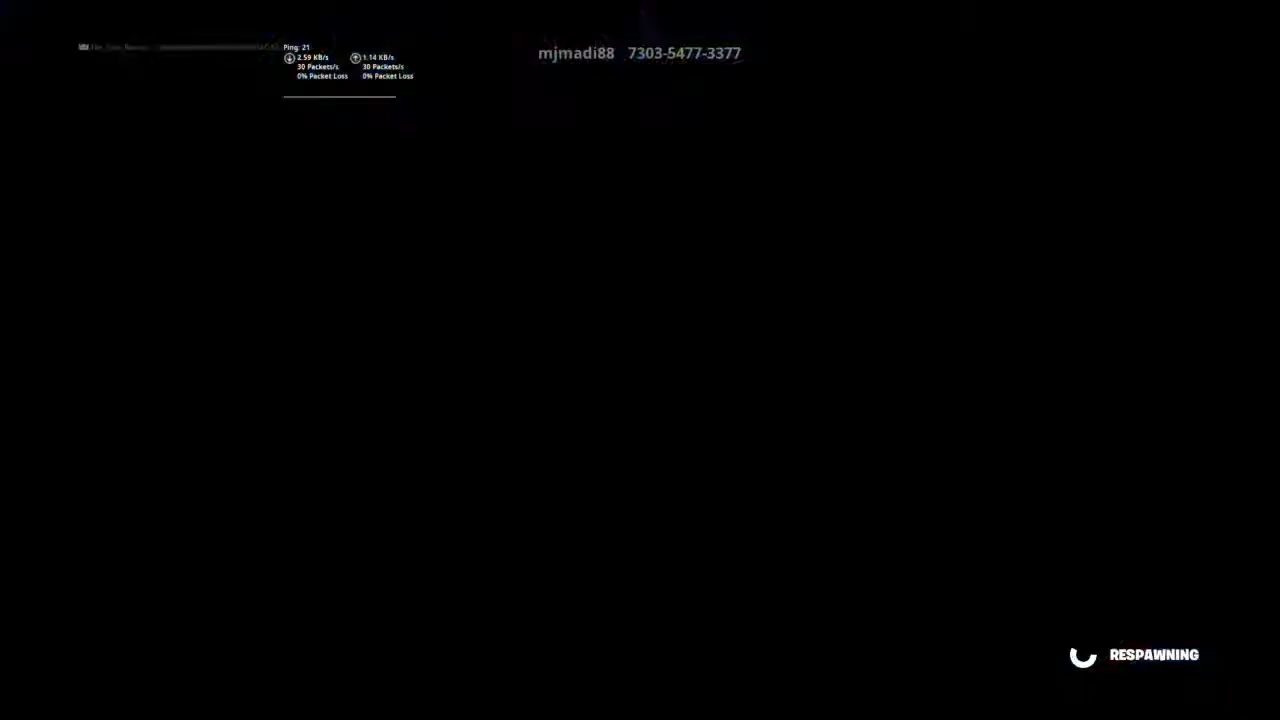 Ping: 21
2.59 KB/s 1.14 KB/s
30 Packets/s 30 Packets/s
0% Packet Loss 0% Packet Loss
mjmadi88 7303-5477-3377
RESPAWNING